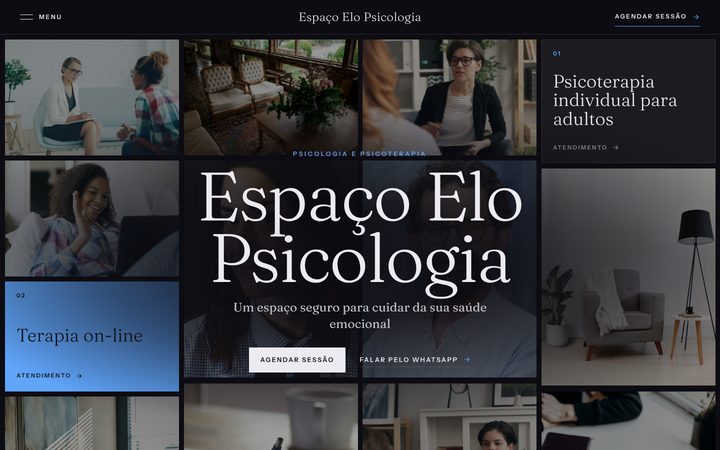 MENU
Espaço Elo Psicologia
AGENDAR SESSÃO →
01
Psicoterapia
individual para
adultos
ATENDIMENTO →
PSICOLOGIA E PSICOTERAPIA
Espaço Elo
Psicologia
Um espaço seguro para cuidar da sua saúde
emocional
AGENDAR SESSÃO
FALAR PELO WHATSAPP →
02
Terapia on-line
ATENDIMENTO →